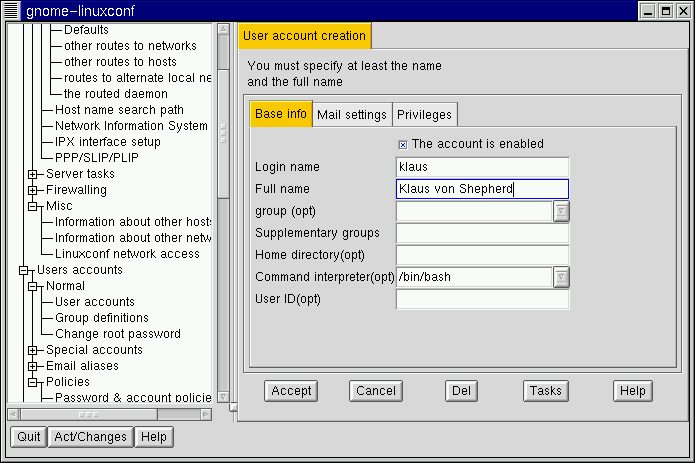 gnome-linuxconf
Defaults
other routes to networks
other routes to hosts
routes to alternate local ne
the routed daemon
Host name search path
Network Information System
IPX interface setup
PPP/SLIP/PLIP
Server tasks
Firewalling
Misc
Information about other hosts
Information about other netw
Linuxconf network access
Users accounts
Normal
User accounts
Group definitions
Change root password
Special accounts
Email aliases
Policies
Password & account policies
Quit Act/Changes Help
User account creation
You must specify at least the name
and the full name
Base info Mail settings Privileges
The account is enabled
Login name klaus
Full name Klaus von Shepherd
group (opt)
Supplementary groups
Home directory(opt)
Command interpreter(opt) /bin/bash
User ID(opt)
Accept Cancel Del Tasks Help